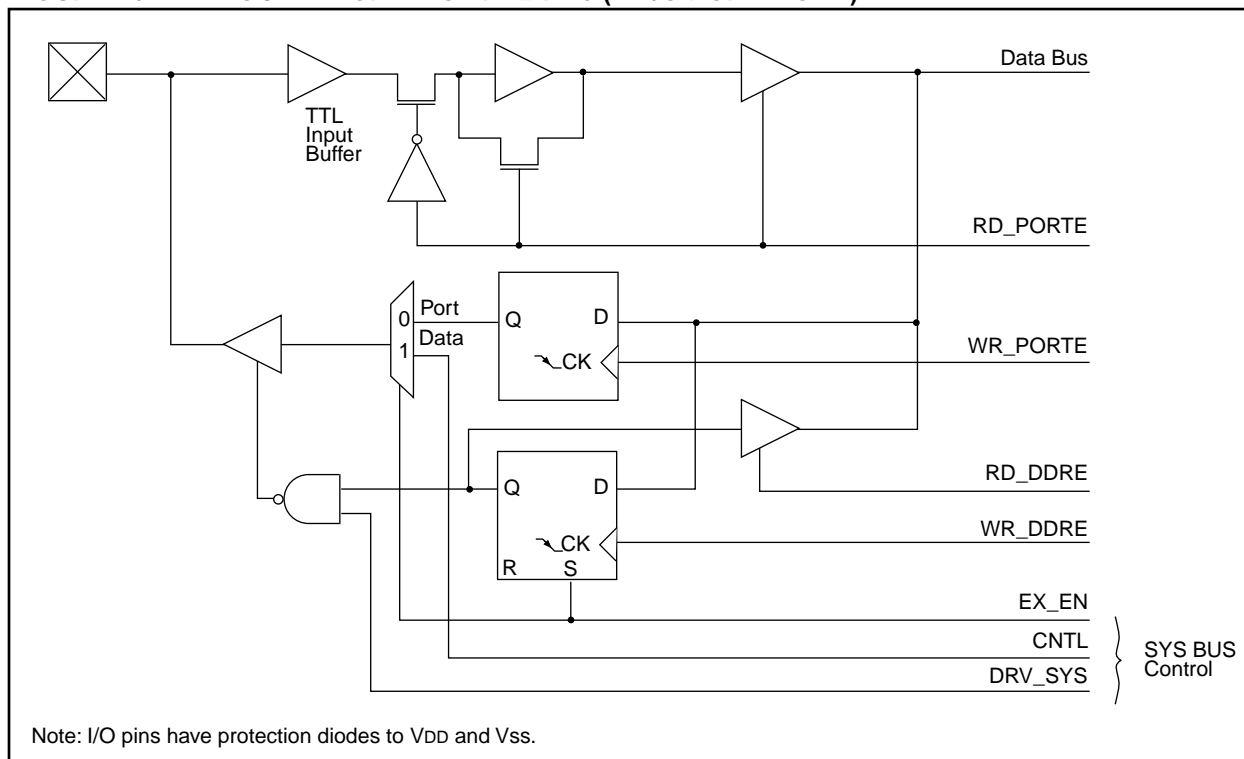 Data Bus
TTL
Input
Buffer
RD_PORTE
Port
0
Q
D
Data
1
WR_PORTE
CK
RD_DDRE
Q
D
WR_DDRE
CK
R
S
EX_EN
CNTL
SYS BUS
Control
DRV_SYS
Note: I/O pins have protection diodes to VDD and Vss.